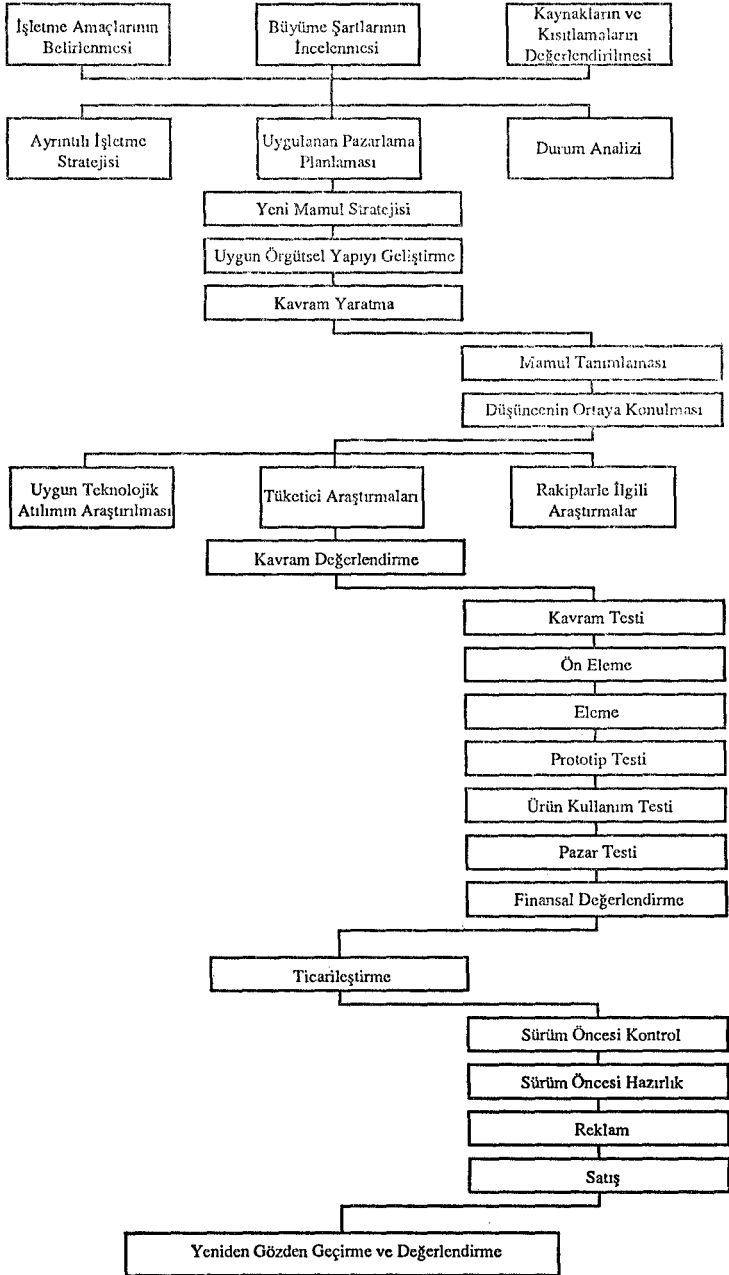 İşletme Amaçlarının
Belirlenmesi
Büyüme Şartlarının
İncelenmesi
Kaynakların ve
Kısıtlamaların
Değerlendirilmesi
Ayrıntılı İşletme
Stratejisi
Uygulanan Pazarlama
Planlaması
Durum Analizi
Yeni Mamul Stratejisi
Uygun Örgütsel Yapıyı Geliştirme
Kavram Yaratma
Mamul Tanımlaması
Düşüncenin Ortaya Konulması
Uygun Teknolojik
Atılımın Araştırılması
Tüketici Araştırmaları
Rakiplarle İlgili
Araştırmalar
Kavram Değerlendirme
Kavram Testi
Ön Eleme
Eleme
Prototip Testi
Ürün Kullanım Testi
Pazar Testi
Finansal Değerlendirme
Ticarileştirme
Sürüm Öncesi Kontrol
Sürüm Öncesi Hazırlık
Reklam
Satış
Yeniden Gözden Geçirme ve Değerlendirme